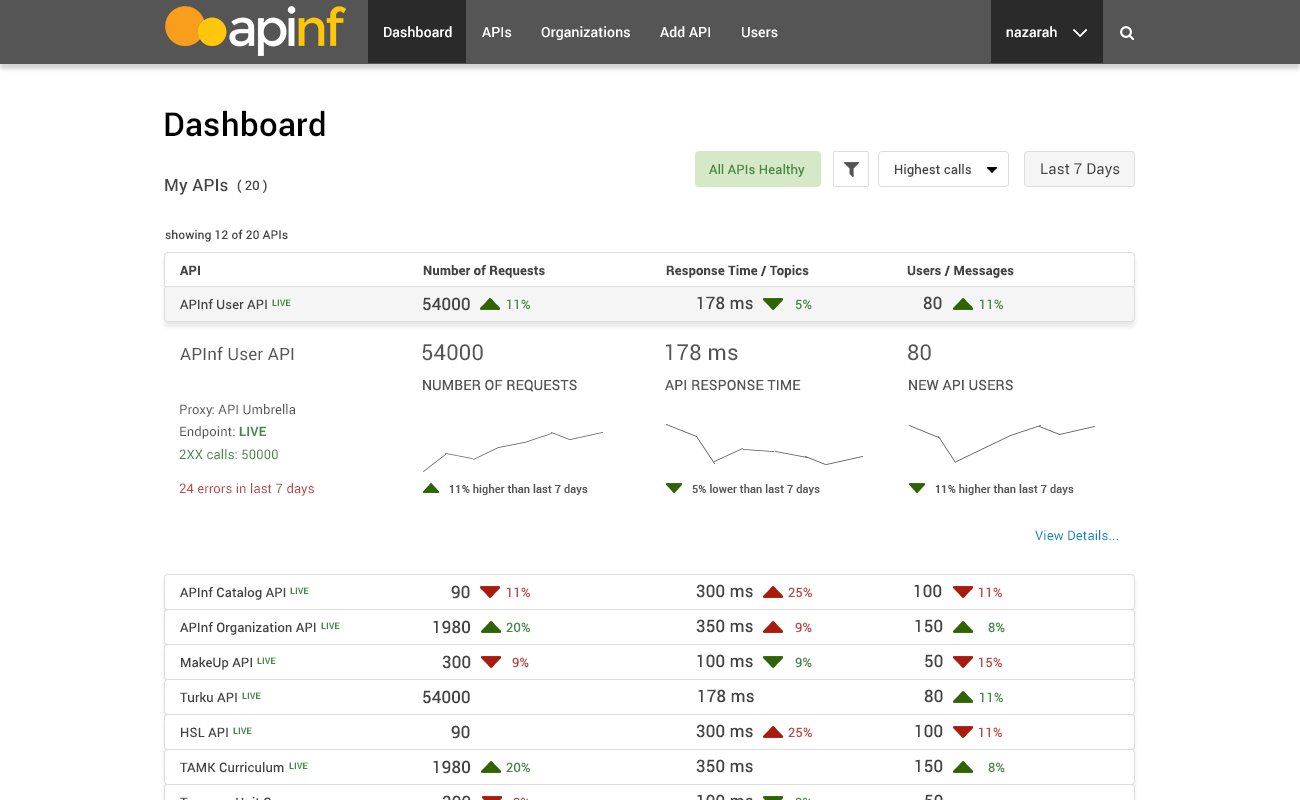 apinf Dashboard APIs Organizations Add API Users nazarah
Dashboard
All APIs Healthy Highest calls Last 7 Days
My APIs ( 20 )
showing 12 of 20 APIs
API Number of Requests Response Time / Topics Users / Messages
APInf User API LIVE 54000 11% 178 ms 5% 80 11%
APInf User API 54000 178 ms 80
NUMBER OF REQUESTS API RESPONSE TIME NEW API USERS
Proxy: API Umbrella
Endpoint: LIVE
2XX calls: 50000
24 errors in last 7 days 11% higher than last 7 days 5% lower than last 7 days 11% higher than last 7 days
View Details...
APInf Catalog API LIVE 90 11% 300 ms 25% 100 11%
APInf Organization API LIVE 1980 20% 350 ms 9% 150 8%
MakeUp API LIVE 300 9% 100 ms 9% 50 15%
Turku API LIVE 54000 178 ms 80 11%
HSL API LIVE 90 300 ms 25% 100 11%
TAMK Curriculum LIVE 1980 20% 350 ms 150 8%